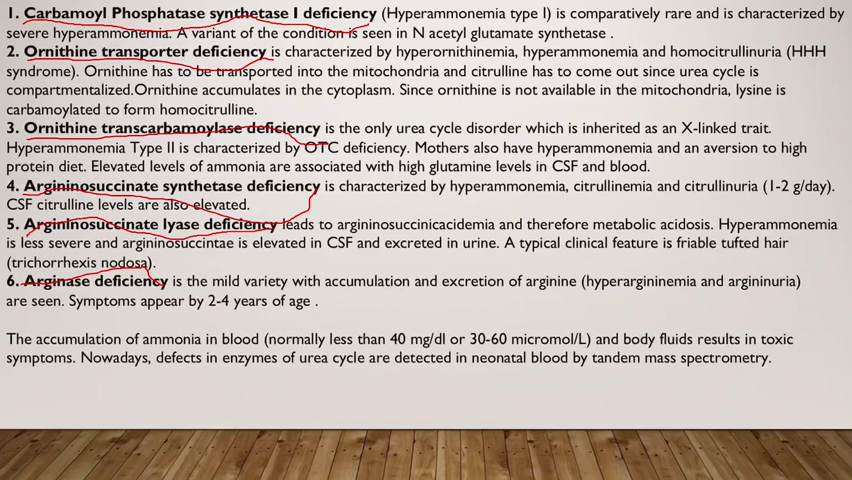 1. Carbamoyl Phosphatase synthetase I deficiency (Hyperammonemia type I) is comparatively rare and is characterized by
severe hyperammonemia. A variant of the condition is seen in N acetyl glutamate synthetase .
2. Ornithine transporter deficiency is characterized by hyperornithinemia, hyperammonemia and homocitrullinuria (HHH
syndrome). Ornithine has to be transported into the mitochondria and citrulline has to come out since urea cycle is
compartmentalized.Ornithine accumulates in the cytoplasm. Since ornithine is not available in the mitochondria, lysine is
carbamoylated to form homocitrulline.
3. Ornithine transcarbamoylase deficiency is the only urea cycle disorder which is inherited as an X-linked trait.
Hyperammonemia Type II is characterized by OTC deficiency. Mothers also have hyperammonemia and an aversion to high
protein diet. Elevated levels of ammonia are associated with high glutamine levels in CSF and blood.
4. Argininosuccinate synthetase deficiency is characterized by hyperammonemia, citrullinemia and citrullinuria (1-2 g/day).
CSF citrulline levels are also elevated.
5. Argininosuccinate lyase deficiency leads to argininosuccinicacidemia and therefore metabolic acidosis. Hyperammonemia
is less severe and argininosuccintae is elevated in CSF and excreted in urine. A typical clinical feature is friable tufted hair
(trichorrhexis nodosa).
6. Arginase deficiency is the mild variety with accumulation and excretion of arginine (hyperargininemia and argininuria)
are seen. Symptoms appear by 2-4 years of age .
The accumulation of ammonia in blood (normally less than 40 mg/dl or 30-60 micromol/L) and body fluids results in toxic
symptoms. Nowadays, defects in enzymes of urea cycle are detected in neonatal blood by tandem mass spectrometry.